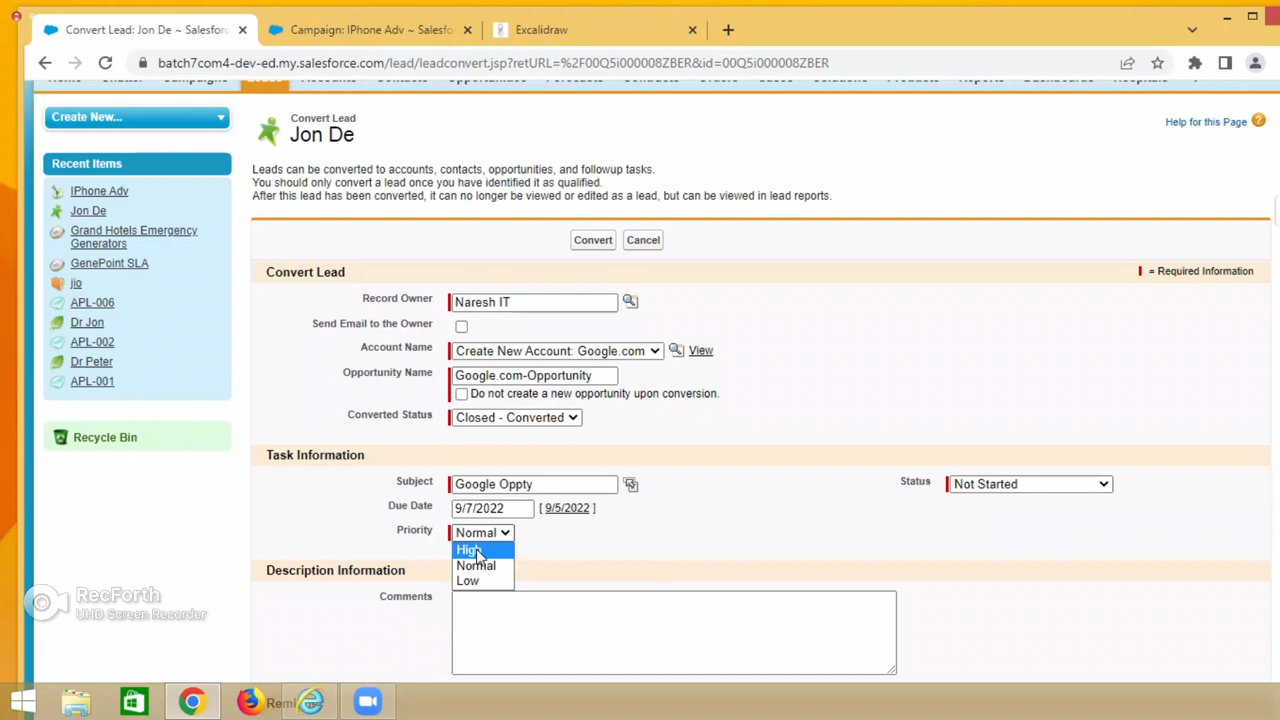 Convert Lead: Jon De ~ Salesforc
Campaign: IPhone Adv ~ Salesfo
Excalidraw
batch7com4-dev-ed.my.salesforce.com/lead/leadconvert.jsp?retURL=%2F00Q5i000008ZBER&id=00Q5i000008ZBER
Create New...
Convert Lead
Jon De
Help for this Page
Recent Items
IPhone Adv
Jon De
Grand Hotels Emergency
Generators
GenePoint SLA
jio
APL-006
Dr Jon
APL-002
Dr Peter
APL-001
Recycle Bin
Leads can be converted to accounts, contacts, opportunities, and followup tasks.
You should only convert a lead once you have identified it as qualified.
After this lead has been converted, it can no longer be viewed or edited as a lead, but can be viewed in lead reports.
Convert Cancel
Convert Lead
= Required Information
Record Owner Naresh IT
Send Email to the Owner
Account Name Create New Account: Google.com View
Opportunity Name Google.com-Opportunity
Do not create a new opportunity upon conversion.
Converted Status Closed - Converted
Task Information
Subject Google Oppty
Status Not Started
Due Date 9/7/2022 [ 9/5/2022 ]
Priority Normal
High
Normal
Low
Description Information
Comments
RecForth
UHD Screen Recorder